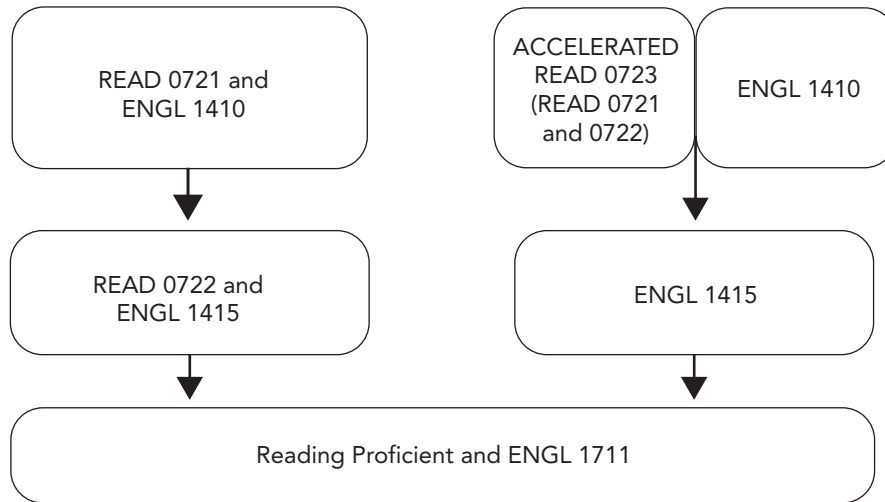 READ 0721 and
ENGL 1410
ACCELERATED
READ 0723
(READ 0721
and 0722)
ENGL 1410
READ 0722 and
ENGL 1415
ENGL 1415
Reading Proficient and ENGL 1711